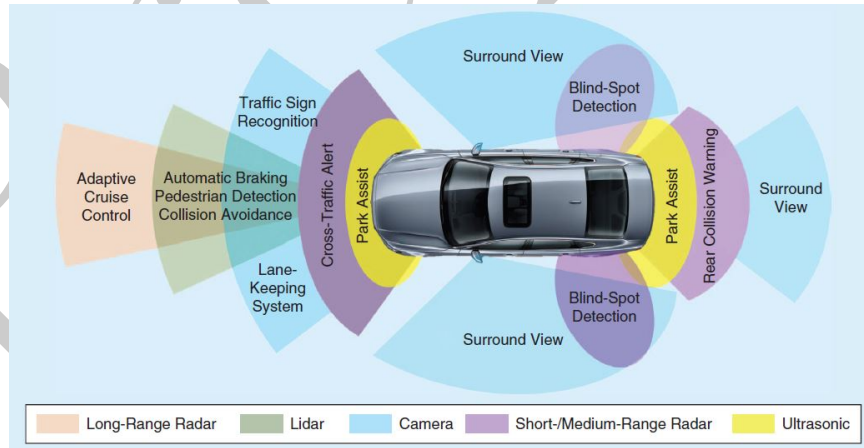 Surround View
Blind-Spot
Detection
Traffic Sign
Recognition
Adaptive
Cruise
Control
Automatic Braking
Pedestrian Detection
Collision Avoidance
Cross-Traffic Alert
Park Assist
Park Assist
Rear Collision Warning
Surround
View
Lane-
Keeping
System
Blind-Spot
Detection
Surround View
Long-Range Radar
Lidar
Camera
Short-/Medium-Range Radar
Ultrasonic